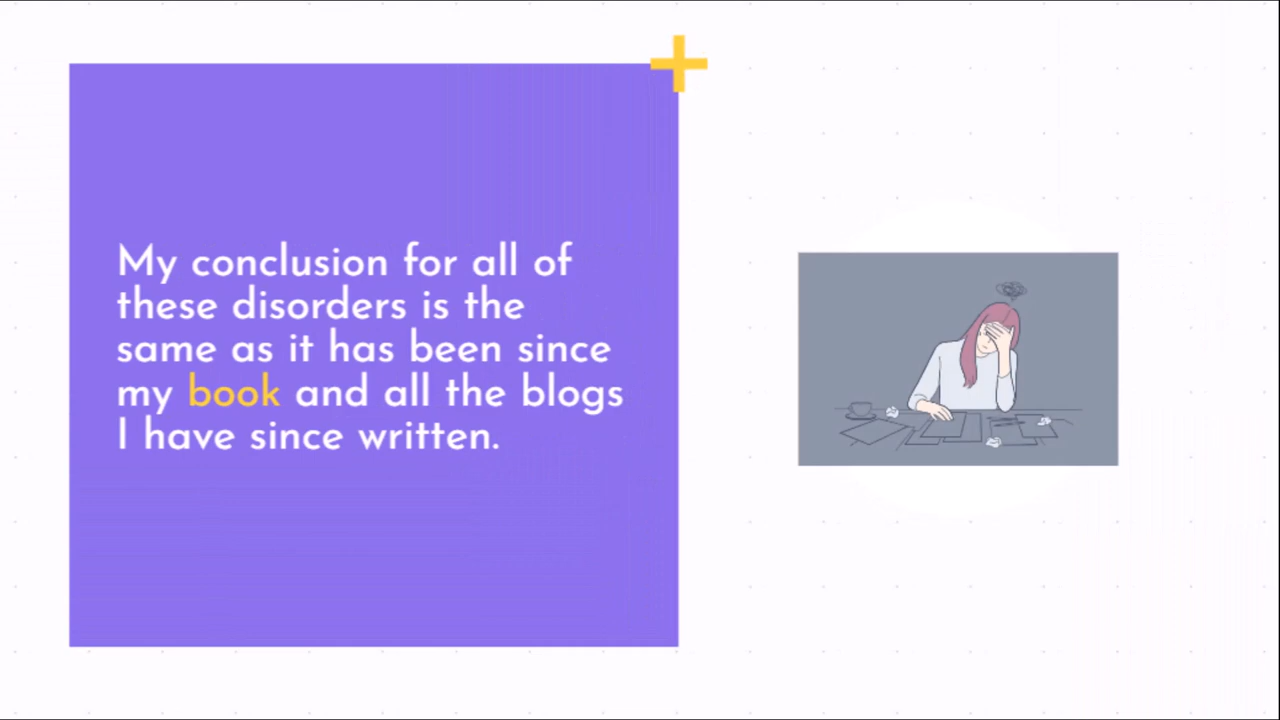 My conclusion for all of
these disorders is the
same as it has been since
my book and all the blogs
I have since written.